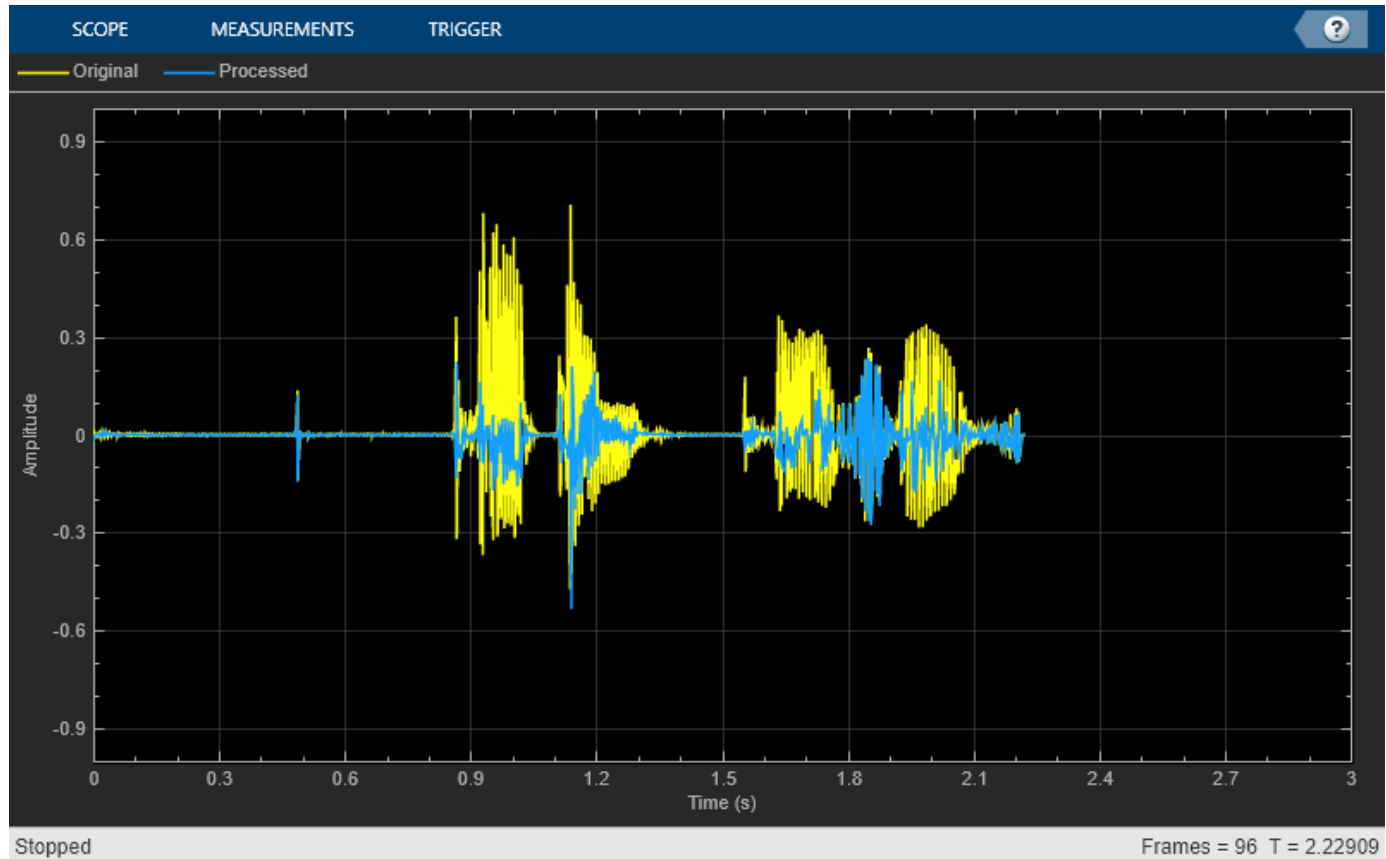 SCOPE MEASUREMENTS TRIGGER ?
Original Processed
0.9
0.6
0.3
0
-0.3
-0.6
-0.9
Amplitude
0 0.3 0.6 0.9 1.2 1.5 1.8 2.1 2.4 2.7 3
Time (s)
Stopped Frames = 96 T = 2.22909